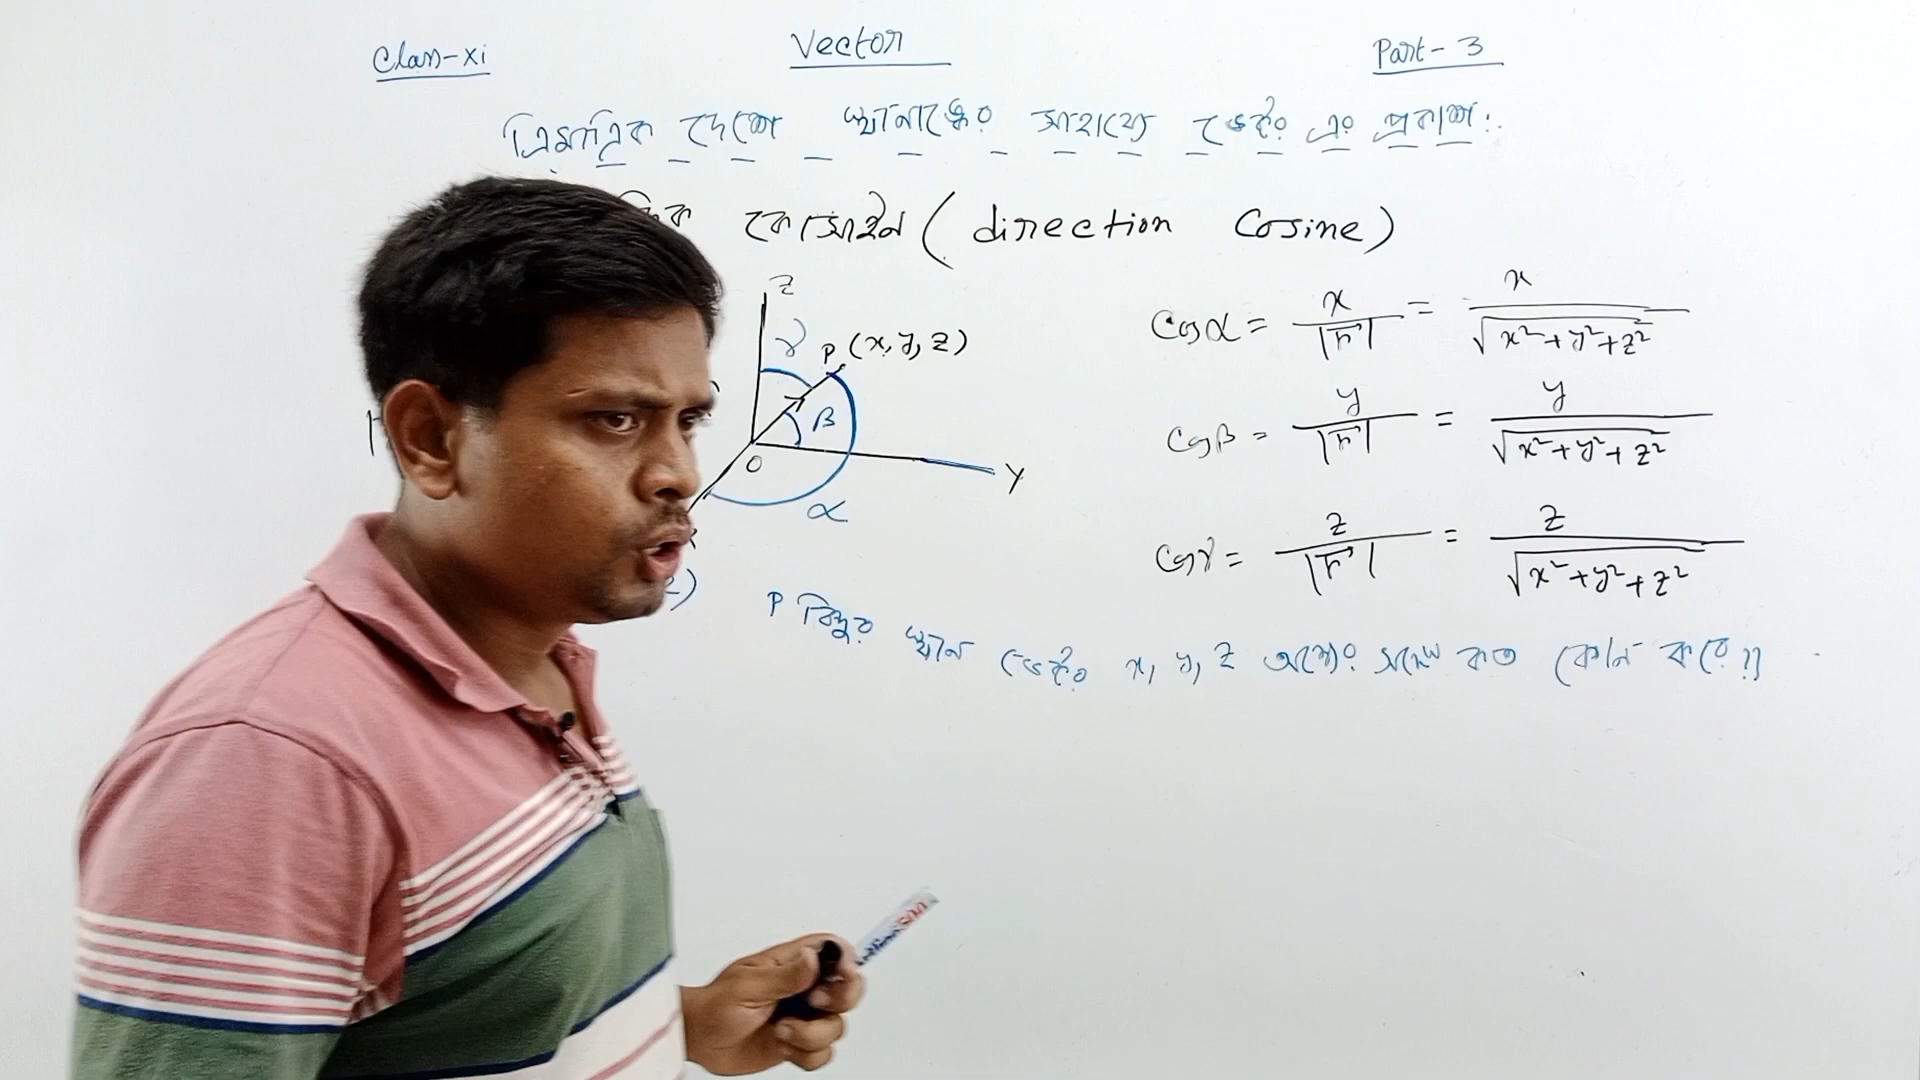 Class-xi
Vector
Part-3
ত্রিমাত্রিক দেশে স্থানাঙ্কের সাহায্যে ভেক্টর এর প্রকাশ:
কোসাইন (direction Cosine)
Z
γ
P (x, y, z)
β
O
Y
α
Cosα = x / |r⃗| = x / √x²+y²+z²
Cosβ = y / |r⃗| = y / √x²+y²+z²
Cosγ = z / |r⃗| = z / √x²+y²+z²
P বিন্দুর স্থান ভেক্টর x, y, z অক্ষের সঙ্গে কত কোন করে??